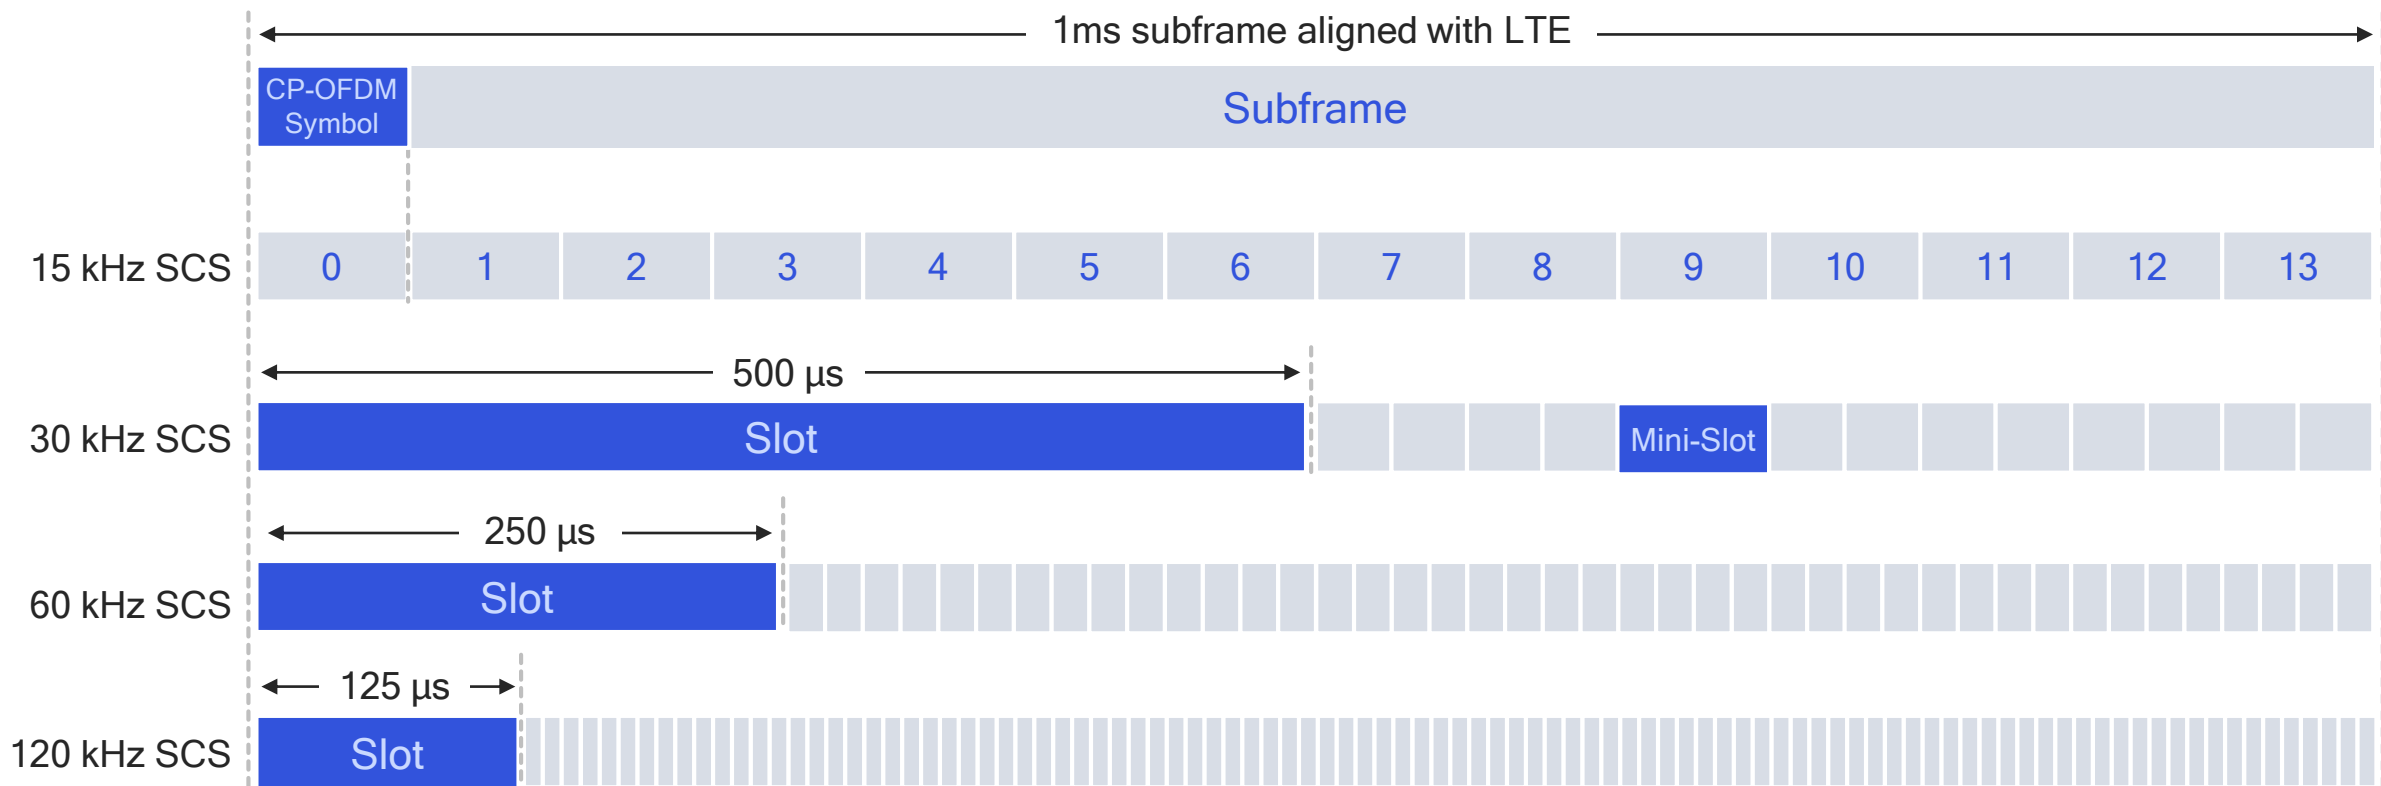 1ms subframe aligned with LTE
CP-OFDM
Symbol
Subframe
15 kHz SCS
0 1 2 3 4 5 6 7 8 9 10 11 12 13
500 µs
30 kHz SCS
Slot
Mini-Slot
250 µs
60 kHz SCS
Slot
125 µs
120 kHz SCS
Slot